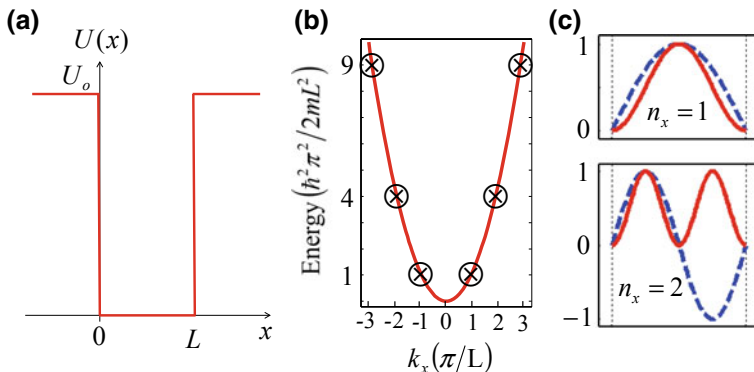 (a)
U(x)
U_o
0
L
x
(b)
Energy(ħ²π²/2mL²)
9
4
1
-3 -2 -1 0 1 2 3
k_x(π/L)
(c)
1
0
n_x = 1
1
0
-1
n_x = 2